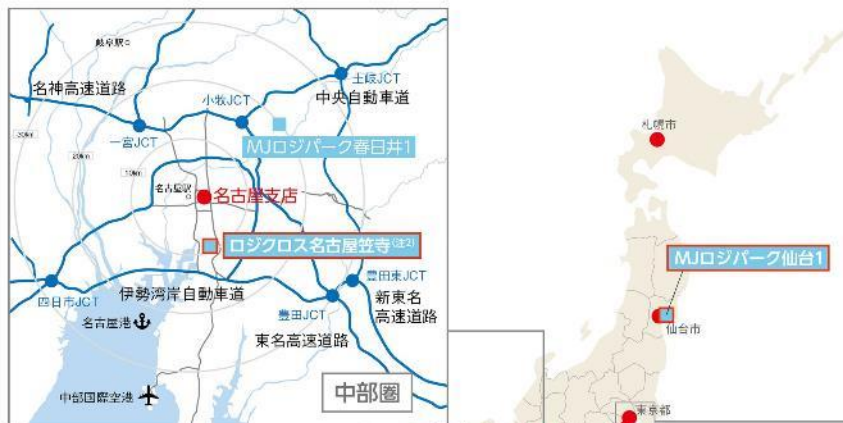 岐阜駅
土岐JCT
名神高速道路
小牧JCT
中央自動車道
30km
一宮JCT
MJロジパーク春日井1
20km
10km
名古屋駅
名古屋支店
ロジクロス名古屋笠寺(注2)
豊田東JCT
四日市JCT
伊勢湾岸自動車道
新東名
高速道路
豊田JCT
名古屋港
東名高速道路
中部国際空港
中部圏
札幌市
MJロジパーク仙台1
仙台市
東京都